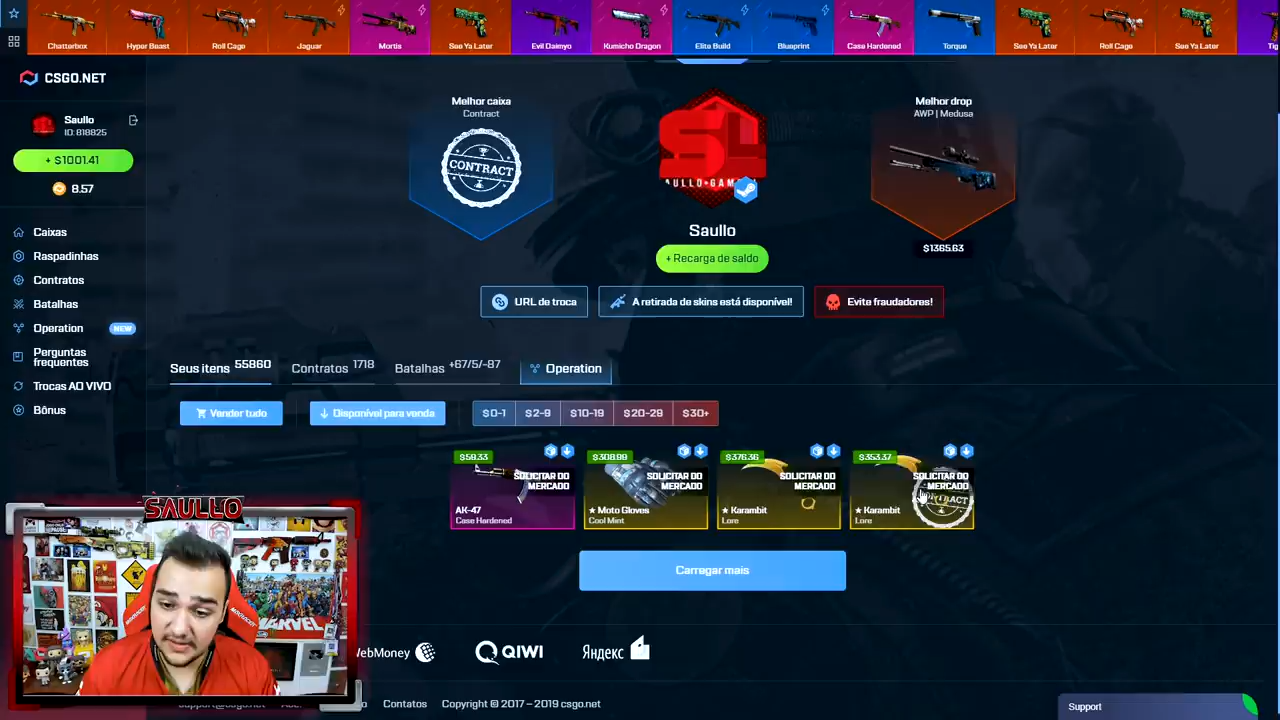 Chatterbox
Hyper Beast
Roll Cage
Jaguar
Mortis
See Ya Later
Evil Daimyo
Kumicho Dragon
Elite Build
Blueprint
Case Hardened
Torque
See Ya Later
Roll Cage
See Ya Later
CSGO.NET
Saullo
ID: 818825
+ $1001.41
8.57
Caixas
Raspadinhas
Contratos
Batalhas
Operation NEW
Perguntas
frequentes
Trocas AO VIVO
Bônus
Melhor caixa
Contract
CONTRACT
SL
Saullo
+ Recarga de saldo
Melhor drop
AWP | Medusa
$1365.63
URL de troca
A retirada de skins está disponível!
Evite fraudadores!
Seus itens 55860
Contratos 1718
Batalhas +67/5/-87
Operation
Vender tudo
Disponível para venda
$0-1
$2-9
$10-19
$20-29
$30+
$59.33
SOLICITAR DO
MERCADO
AK-47
Case Hardened
$308.99
SOLICITAR DO
MERCADO
★ Moto Gloves
Cool Mint
$376.36
SOLICITAR DO
MERCADO
★ Karambit
Lore
$353.37
SOLICITAR DO
MERCADO
★ Karambit
Lore
Carregar mais
SAULLO
MARVEL
WebMoney
QIWI
Яндекс
support@csgo.net
Contatos
Copyright © 2017 – 2019 csgo.net
Support